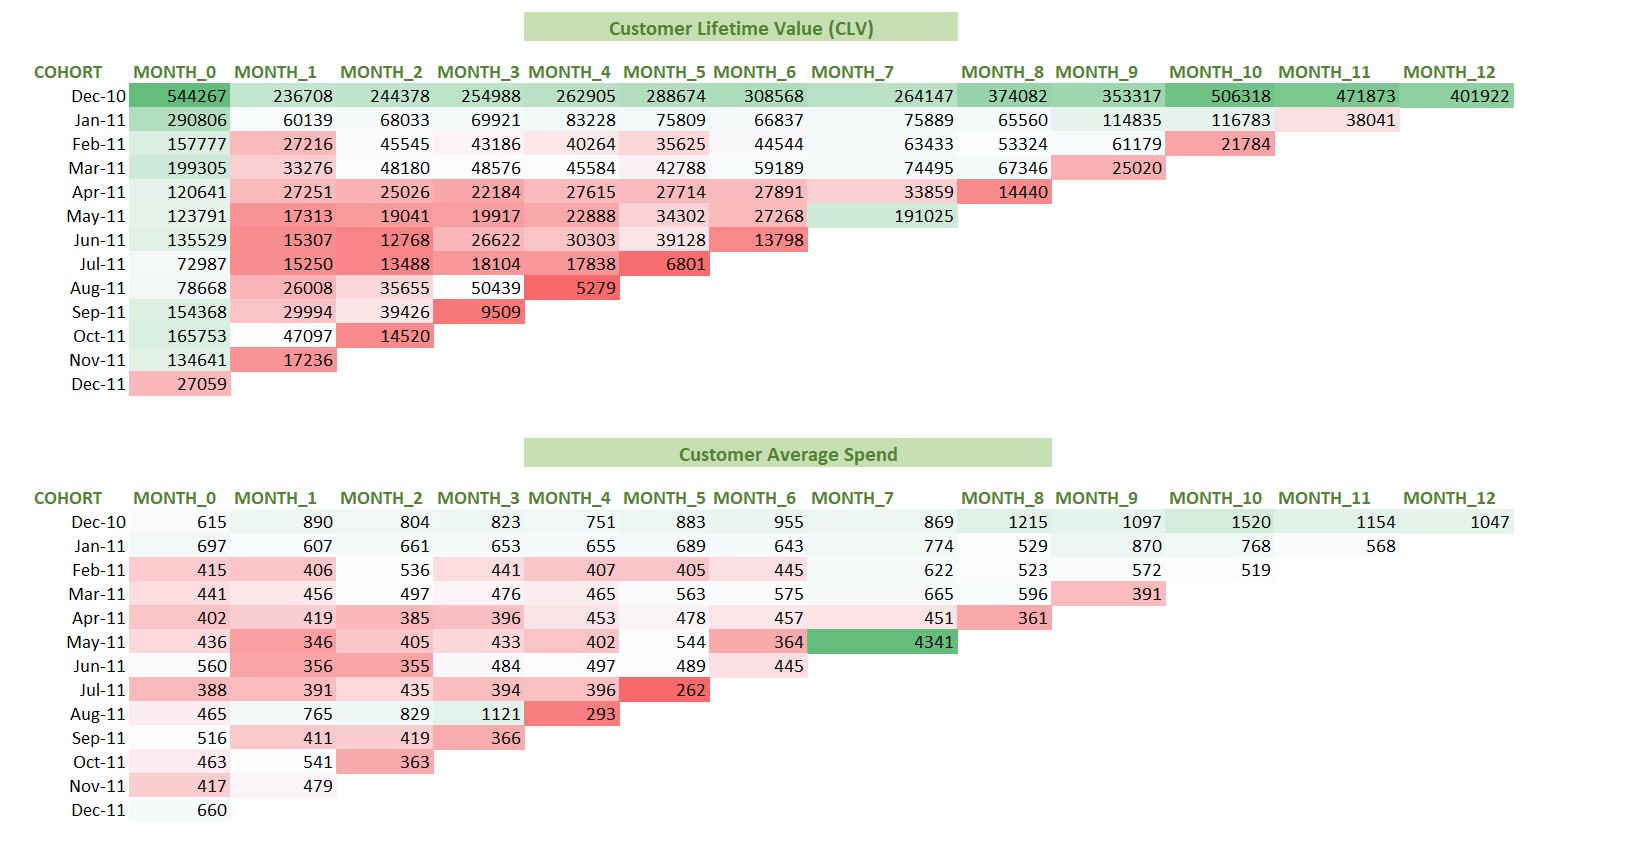 Customer Lifetime Value (CLV)
COHORT MONTH_0 MONTH_1 MONTH_2 MONTH_3 MONTH_4 MONTH_5 MONTH_6 MONTH_7 MONTH_8 MONTH_9 MONTH_10 MONTH_11 MONTH_12
Dec-10 544267 236708 244378 254988 262905 288674 308568 264147 374082 353317 506318 471873 401922
Jan-11 290806 60139 68033 69921 83228 75809 66837 75889 65560 114835 116783 38041
Feb-11 157777 27216 45545 43186 40264 35625 44544 63433 53324 61179 21784
Mar-11 199305 33276 48180 48576 45584 42788 59189 74495 67346 25020
Apr-11 120641 27251 25026 22184 27615 27714 27891 33859 14440
May-11 123791 17313 19041 19917 22888 34302 27268 191025
Jun-11 135529 15307 12768 26622 30303 39128 13798
Jul-11 72987 15250 13488 18104 17838 6801
Aug-11 78668 26008 35655 50439 5279
Sep-11 154368 29994 39426 9509
Oct-11 165753 47097 14520
Nov-11 134641 17236
Dec-11 27059
Customer Average Spend
COHORT MONTH_0 MONTH_1 MONTH_2 MONTH_3 MONTH_4 MONTH_5 MONTH_6 MONTH_7 MONTH_8 MONTH_9 MONTH_10 MONTH_11 MONTH_12
Dec-10 615 890 804 823 751 883 955 869 1215 1097 1520 1154 1047
Jan-11 697 607 661 653 655 689 643 774 529 870 768 568
Feb-11 415 406 536 441 407 405 445 622 523 572 519
Mar-11 441 456 497 476 465 563 575 665 596 391
Apr-11 402 419 385 396 453 478 457 451 361
May-11 436 346 405 433 402 544 364 4341
Jun-11 560 356 355 484 497 489 445
Jul-11 388 391 435 394 396 262
Aug-11 465 765 829 1121 293
Sep-11 516 411 419 366
Oct-11 463 541 363
Nov-11 417 479
Dec-11 660